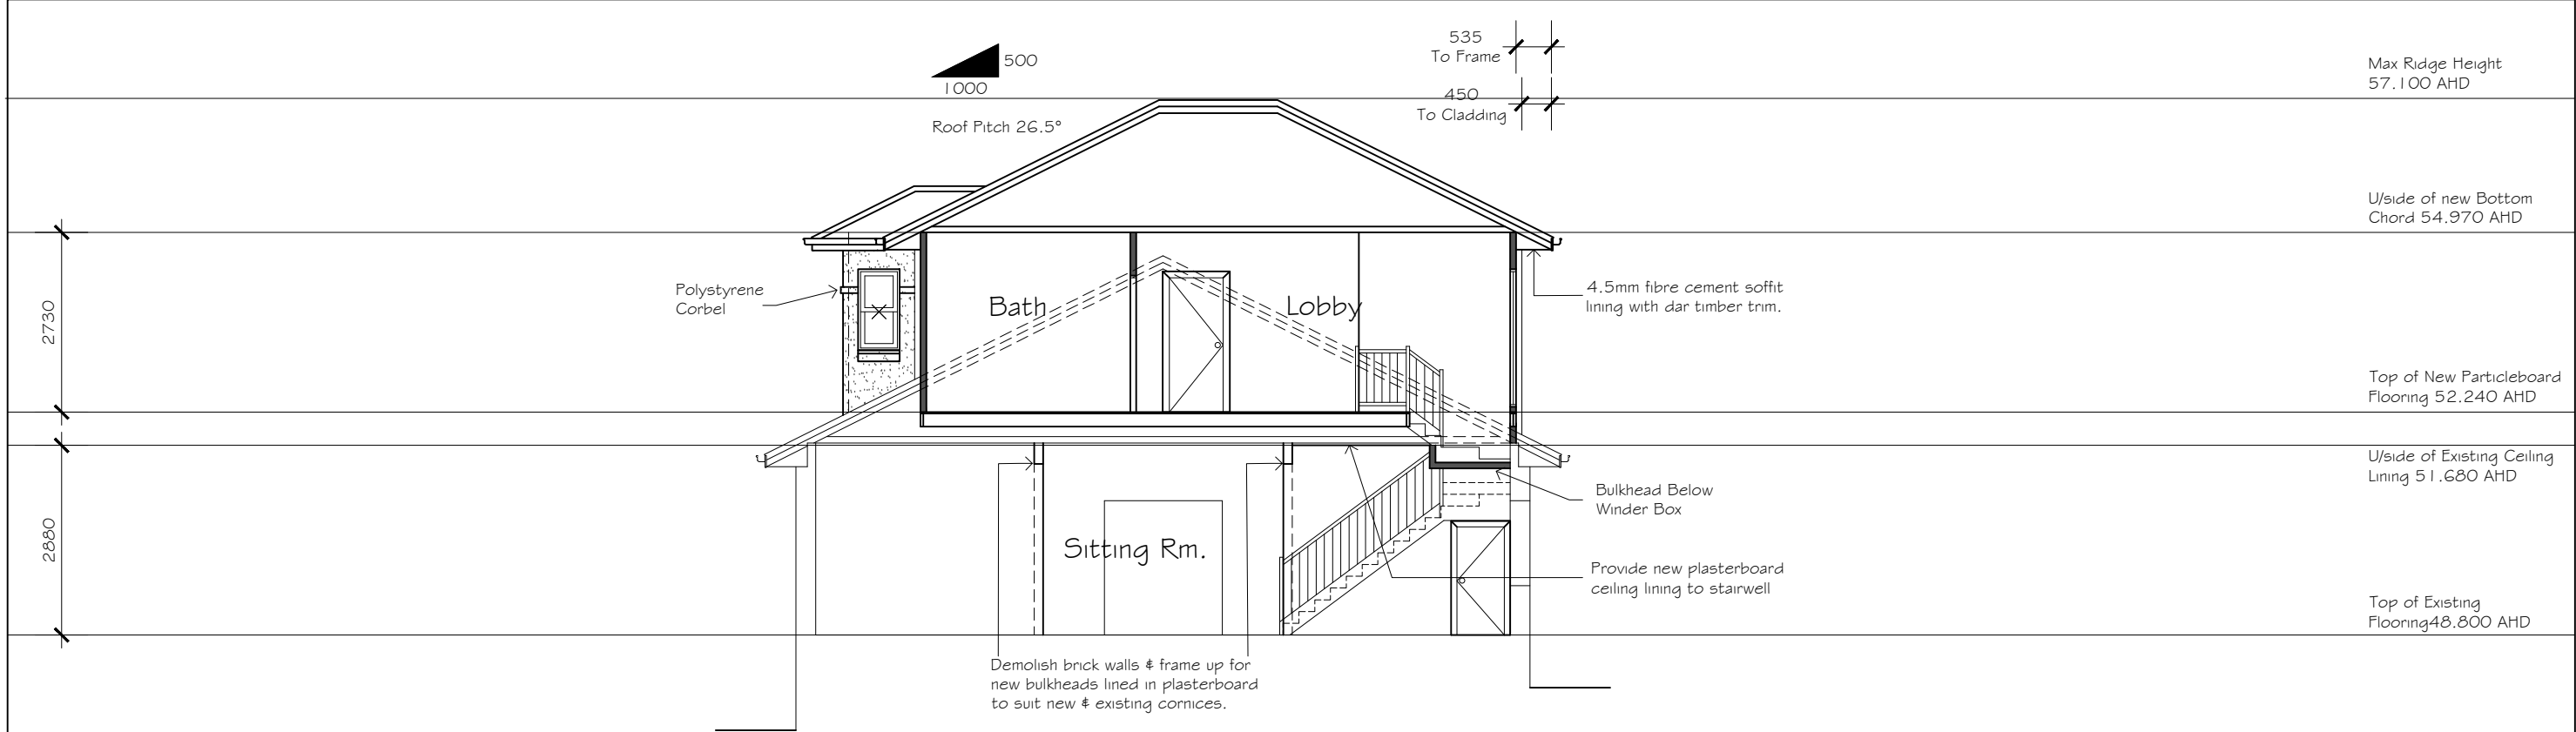 500
1000
Roof Pitch 26.5°
535
To Frame
450
To Cladding
Max Ridge Height
57.100 AHD
U/side of new Bottom
Chord 54.970 AHD
Polystyrene
Corbel
Bath
Lobby
4.5mm fibre cement soffit
lining with dar timber trim.
2730
Top of New Particleboard
Flooring 52.240 AHD
U/side of Existing Ceiling
Lining 51.680 AHD
Bulkhead Below
Winder Box
2880
Sitting Rm.
Provide new plasterboard
ceiling lining to stairwell
Top of Existing
Flooring48.800 AHD
Demolish brick walls & frame up for
new bulkheads lined in plasterboard
to suit new & existing cornices.